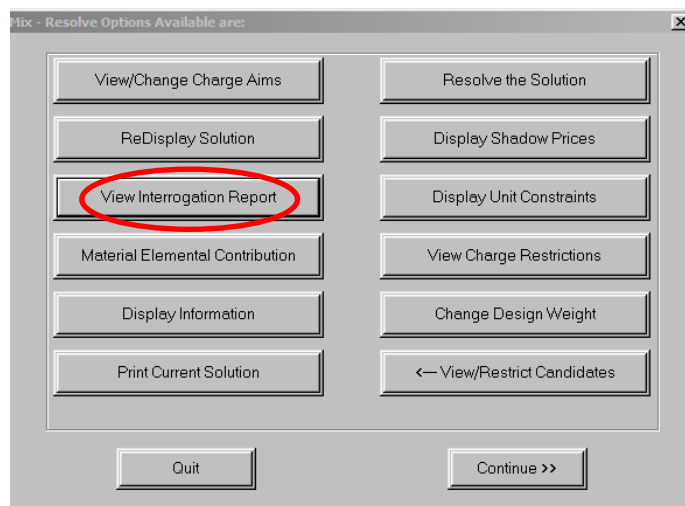 Mix - Resolve Options Available are:
View/Change Charge Aims
Resolve the Solution
ReDisplay Solution
Display Shadow Prices
View Interrogation Report
Display Unit Constraints
Material Elemental Contribution
View Charge Restrictions
Display Information
Change Design Weight
Print Current Solution
<-- View/Restrict Candidates
Quit
Continue >>